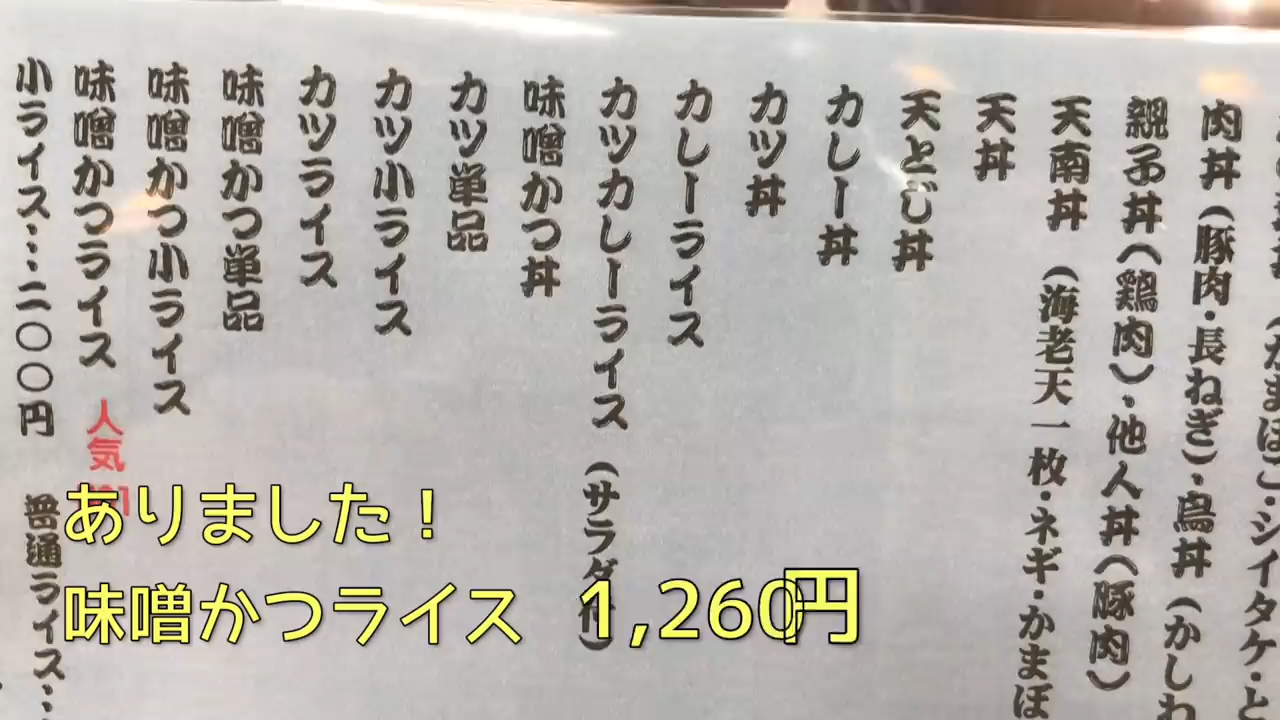 肉丼（豚肉・長ねぎ）、鳥丼（かしわ
親子丼（鶏肉）、他人丼（豚肉）
天南丼（海老天一枚・ネギ・かまぼ
天丼
天とじ丼
カレー丼
カツ丼
カレーライス
カツカレーライス（サラダ付）
味噌かつ丼
カツ単品
カツ小ライス
カツライス
味噌かつ単品
味噌かつ小ライス
味噌かつライス 人気
小ライス…二〇〇円 普通ライス…
ありました！
味噌かつライス 1,260円